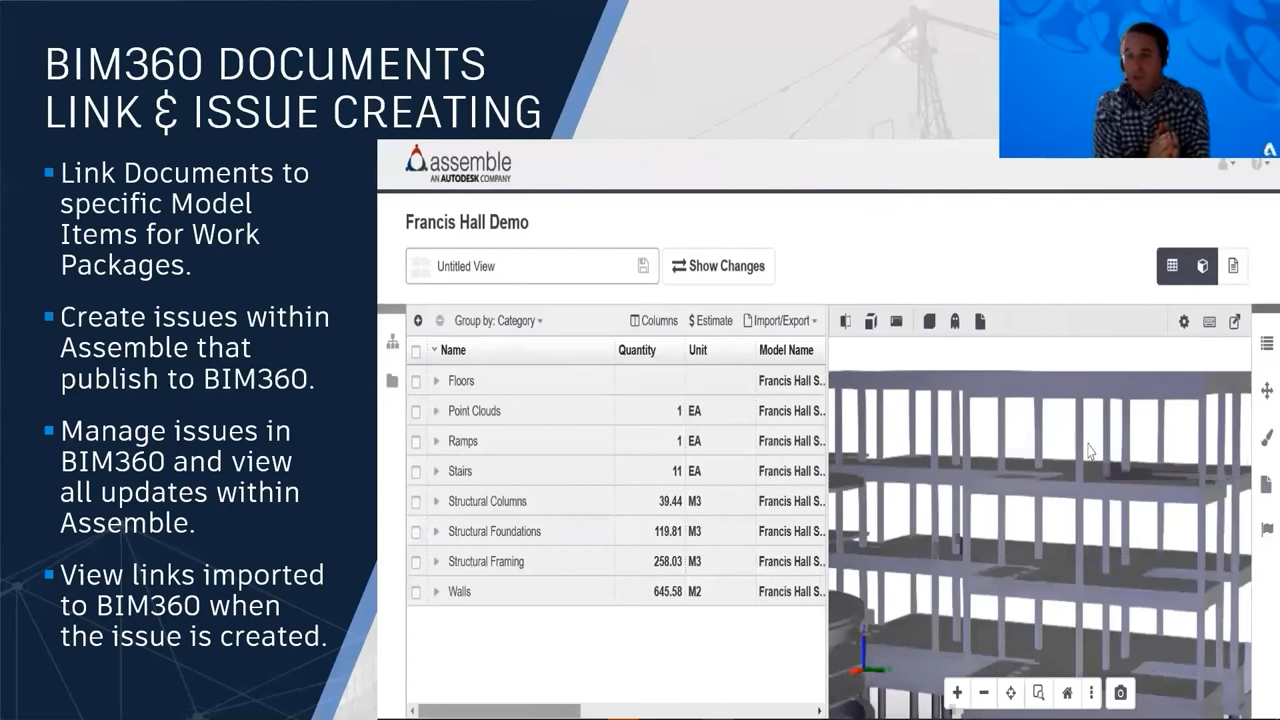 BIM360 DOCUMENTS
LINK & ISSUE CREATING
Link Documents to
specific Model
Items for Work
Packages.
Create issues within
Assemble that
publish to BIM360.
Manage issues in
BIM360 and view
all updates within
Assemble.
View links imported
to BIM360 when
the issue is created.
assemble
AN AUTODESK COMPANY
Francis Hall Demo
Untitled View
Show Changes
Group by: Category
Columns
$ Estimate
Import/Export
Name Quantity Unit Model Name
Floors Francis Hall S..
Point Clouds 1 EA Francis Hall S..
Ramps 1 EA Francis Hall S..
Stairs 11 EA Francis Hall S..
Structural Columns 39.44 M3 Francis Hall S..
Structural Foundations 119.81 M3 Francis Hall S..
Structural Framing 258.03 M3 Francis Hall S..
Walls 645.58 M2 Francis Hall S..